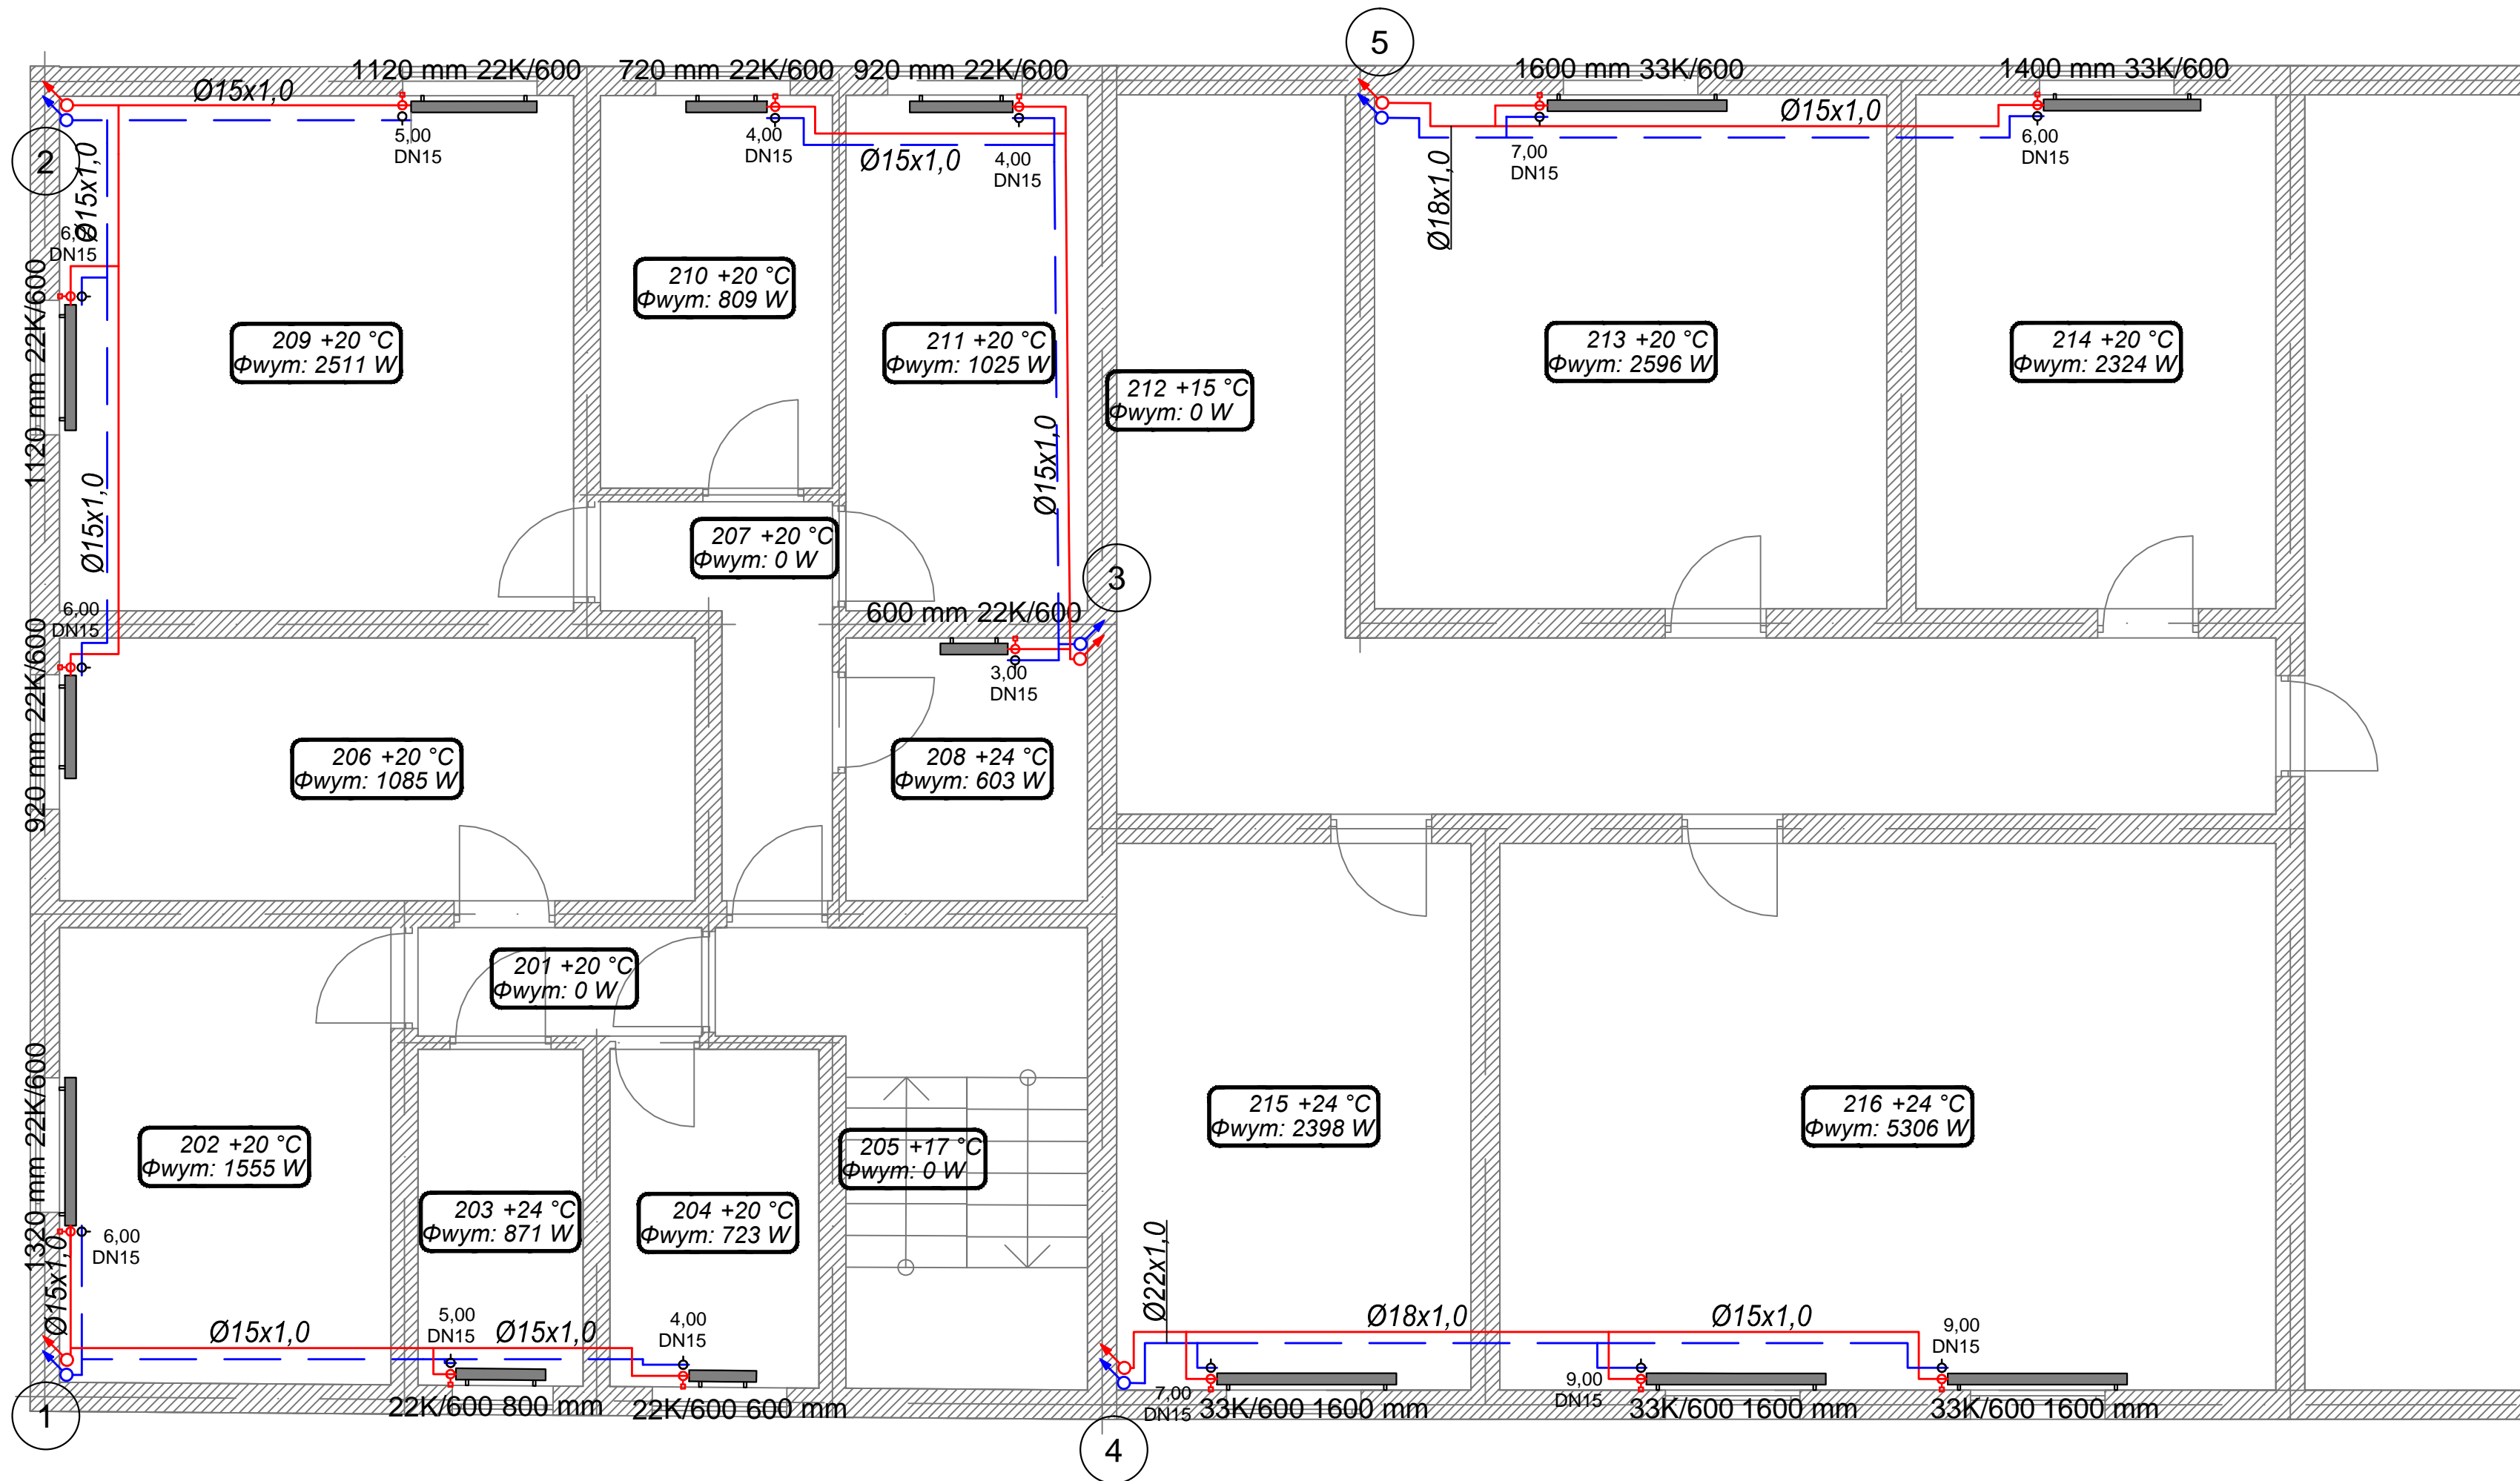 5
1120 mm 22K/600
720 mm 22K/600
920 mm 22K/600
1600 mm 33K/600
1400 mm 33K/600
Ø15x1,0
5,00
DN15
4,00
DN15
Ø15x1,0
4,00
DN15
Ø15x1,0
7,00
DN15
6,00
DN15
Ø18x1,0
2
Ø15x1,0
6,00
DN15
1120 mm 22K/600
210 +20 °C
Φwym: 809 W
209 +20 °C
Φwym: 2511 W
211 +20 °C
Φwym: 1025 W
212 +15 °C
Φwym: 0 W
213 +20 °C
Φwym: 2596 W
214 +20 °C
Φwym: 2324 W
Ø15x1,0
Ø15x1,0
207 +20 °C
Φwym: 0 W
3
6,00
DN15
920 mm 22K/600
600 mm 22K/600
3,00
DN15
206 +20 °C
Φwym: 1085 W
208 +24 °C
Φwym: 603 W
201 +20 °C
Φwym: 0 W
1320 mm 22K/600
202 +20 °C
Φwym: 1555 W
203 +24 °C
Φwym: 871 W
204 +20 °C
Φwym: 723 W
205 +17 °C
Φwym: 0 W
215 +24 °C
Φwym: 2398 W
216 +24 °C
Φwym: 5306 W
6,00
DN15
Ø15x1,0
Ø15x1,0
5,00
DN15
Ø15x1,0
4,00
DN15
Ø22x1,0
Ø18x1,0
Ø15x1,0
9,00
DN15
7,00
DN15
9,00
DN15
22K/600 800 mm
22K/600 600 mm
33K/600 1600 mm
33K/600 1600 mm
33K/600 1600 mm
1
4